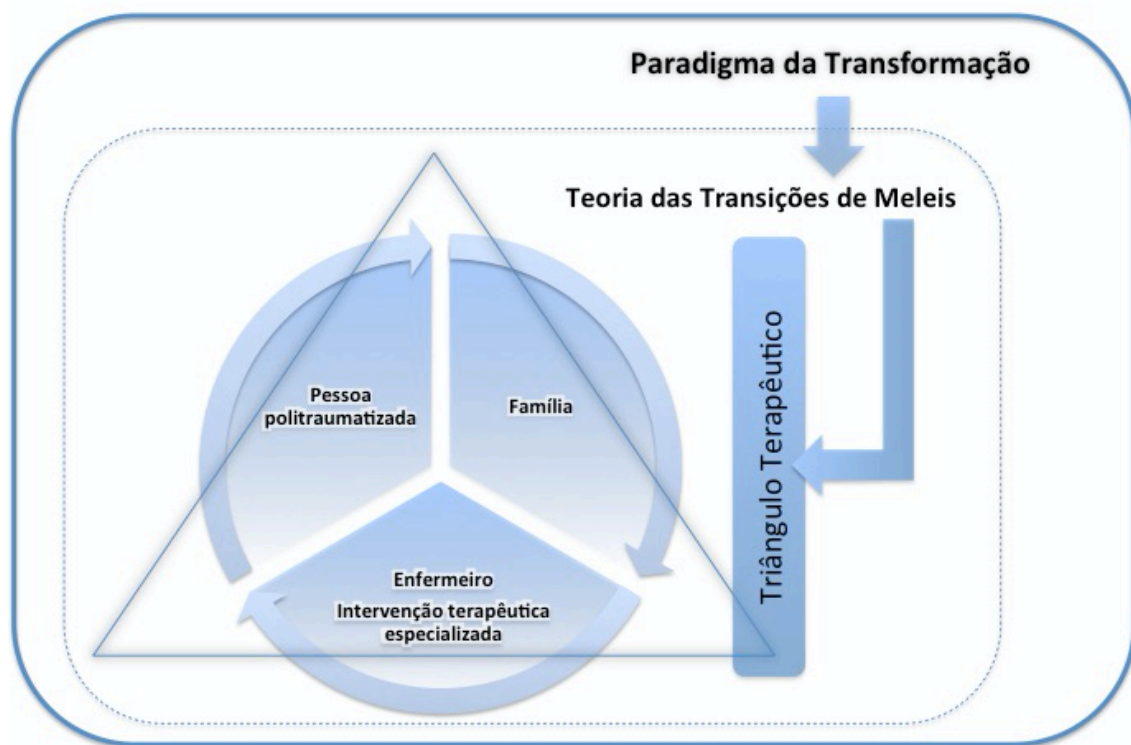 Paradigma da Transformação
Teoria das Transições de Meleis
Triângulo Terapêutico
Pessoa
politraumatizada
Família
Enfermeiro
Intervenção terapêutica
especializada